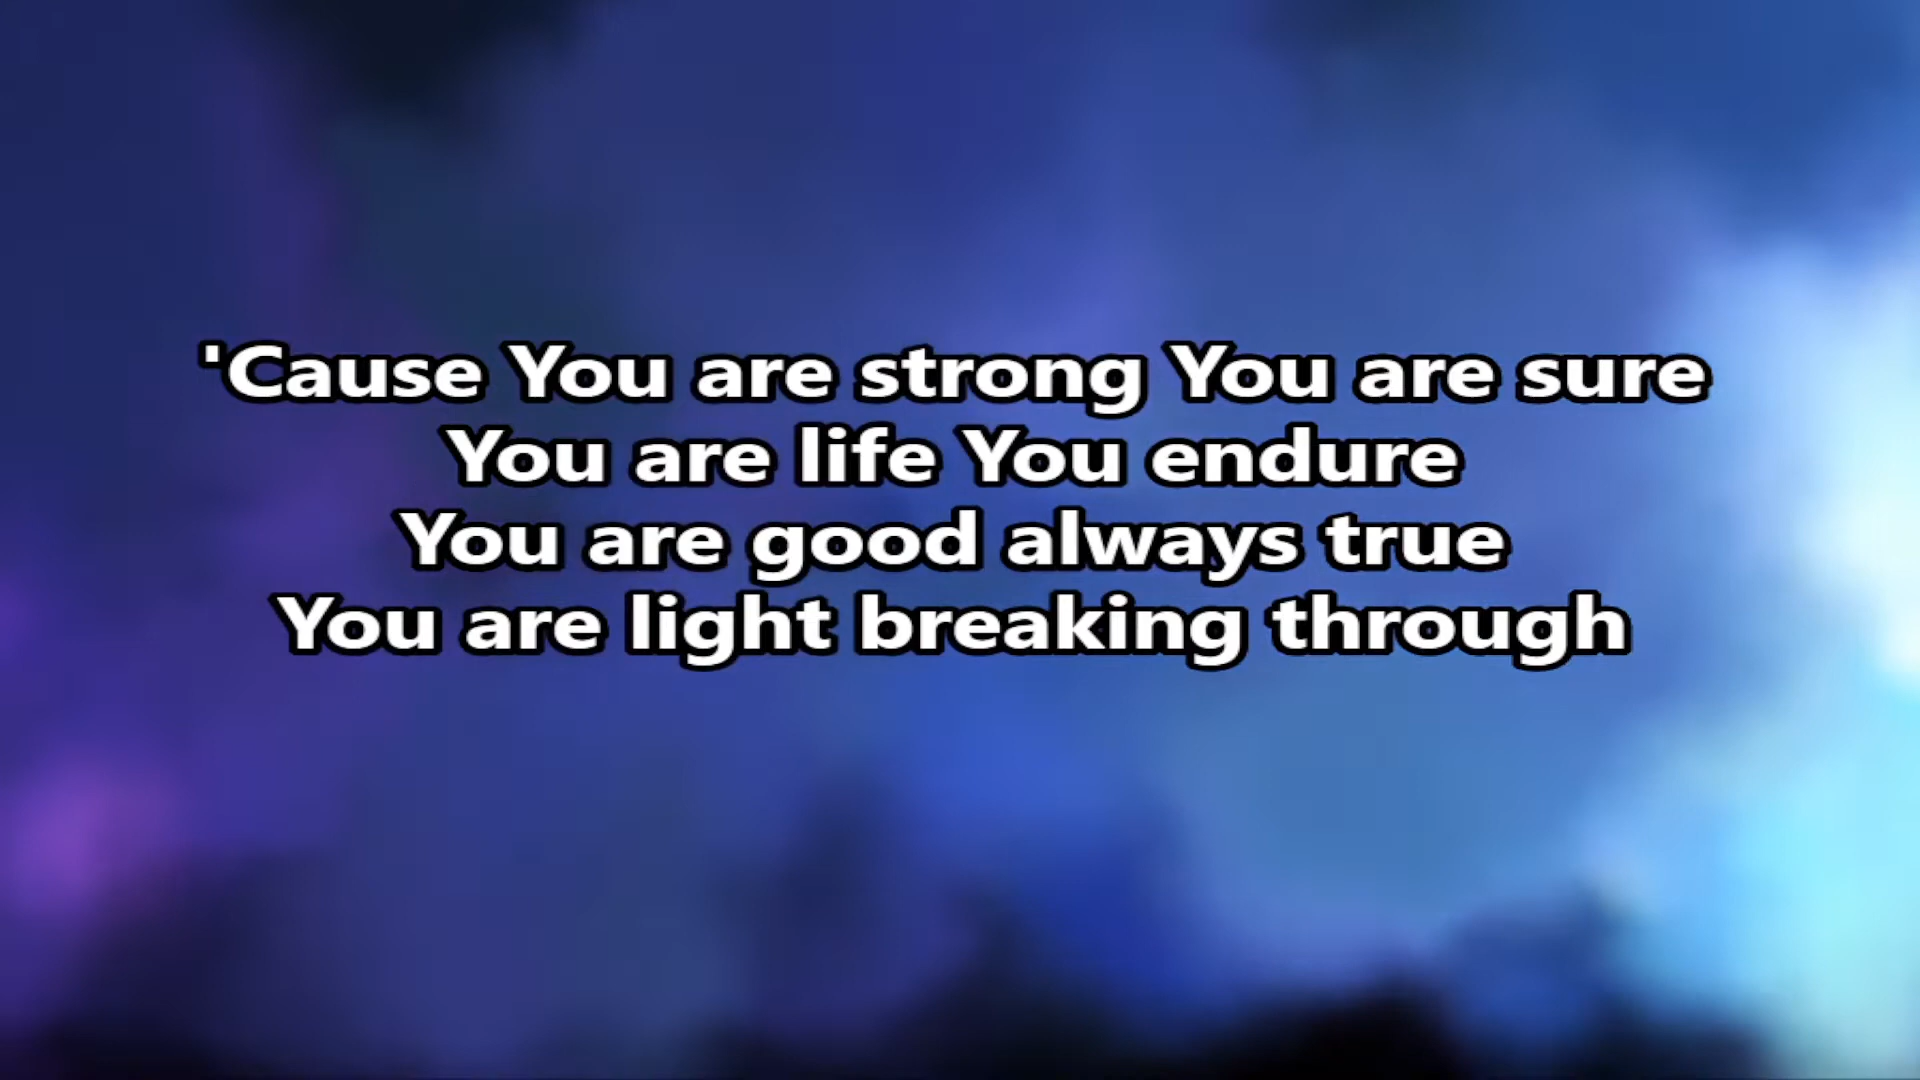 'Cause You are strong You are sure
You are life You endure
You are good always true
You are light breaking through